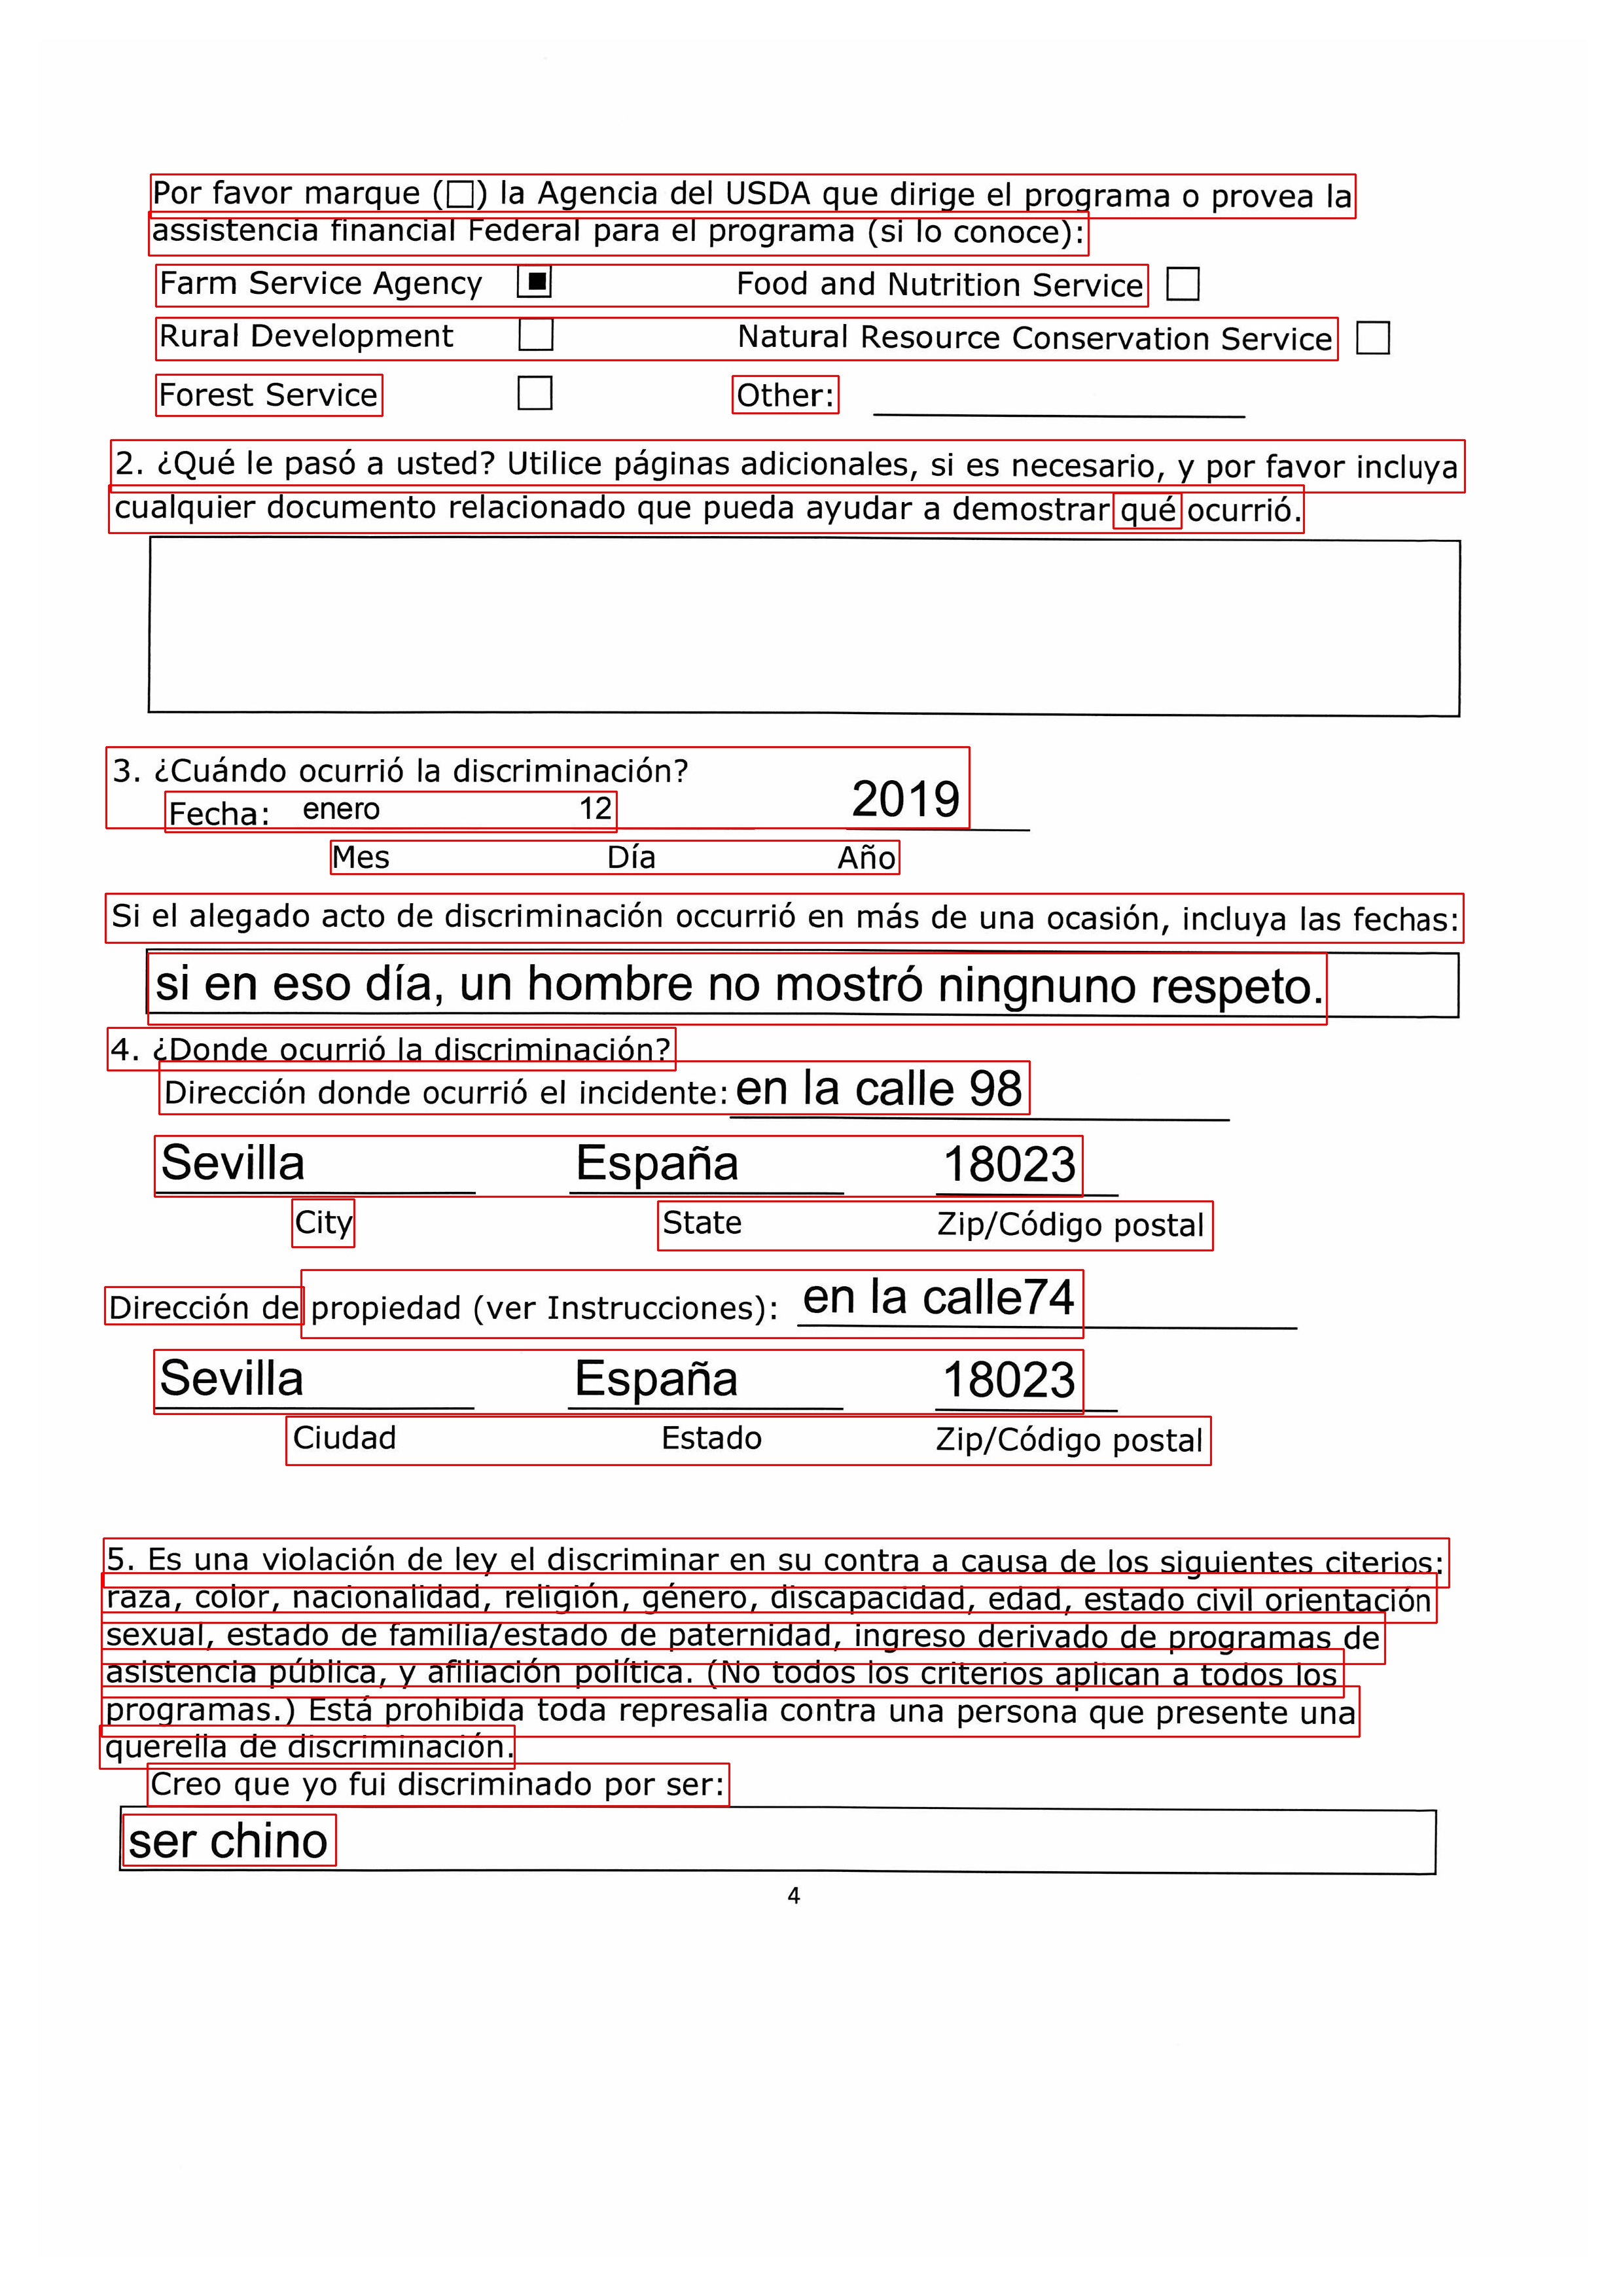 Por favor marque (☐) la Agencia del USDA que dirige el programa o provea la
assistencia financial Federal para el programa (si lo conoce):
Farm Service Agency ☑ Food and Nutrition Service ☐
Rural Development ☐ Natural Resource Conservation Service ☐
Forest Service ☐ Other:
2. ¿Qué le pasó a usted? Utilice páginas adicionales, si es necesario, y por favor incluya
cualquier documento relacionado que pueda ayudar a demostrar qué ocurrió.
3. ¿Cuándo ocurrió la discriminación?
Fecha: enero 12 2019
Mes Día Año
Si el alegado acto de discriminación occurrió en más de una ocasión, incluya las fechas:
si en eso día, un hombre no mostró ningnuno respeto.
4. ¿Donde ocurrió la discriminación?
Dirección donde ocurrió el incidente: en la calle 98
Sevilla España 18023
City State Zip/Código postal
Dirección de propiedad (ver Instrucciones): en la calle74
Sevilla España 18023
Ciudad Estado Zip/Código postal
5. Es una violación de ley el discriminar en su contra a causa de los siguientes citerios:
raza, color, nacionalidad, religión, género, discapacidad, edad, estado civil orientación
sexual, estado de familia/estado de paternidad, ingreso derivado de programas de
asistencia pública, y afiliación política. (No todos los criterios aplican a todos los
programas.) Está prohibida toda represalia contra una persona que presente una
querella de discriminación.
Creo que yo fui discriminado por ser:
ser chino
4